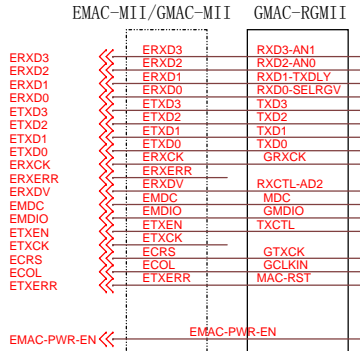 EMAC-MII/GMAC-MII GMAC-RGMII
ERXD3 ERXD3 RXD3-AN1
ERXD2 ERXD2 RXD2-AN0
ERXD1 ERXD1 RXD1-TXDLY
ERXD0 ERXD0 RXD0-SELRGV
ETXD3 ETXD3 TXD3
ETXD2 ETXD2 TXD2
ETXD1 ETXD1 TXD1
ETXD0 ETXD0 TXD0
ERXCK ERXCK GRXCK
ERXERR ERXERR
ERXDV ERXDV RXCTL-AD2
EMDC EMDC MDC
EMDIO EMDIO GMDIO
ETXEN ETXEN TXCTL
ETXCK ETXCK
ECRS ECRS GTXCK
ECOL ECOL GCLKIN
ETXERR ETXERR MAC-RST
EMAC-PWR-EN EMAC-PWR-EN